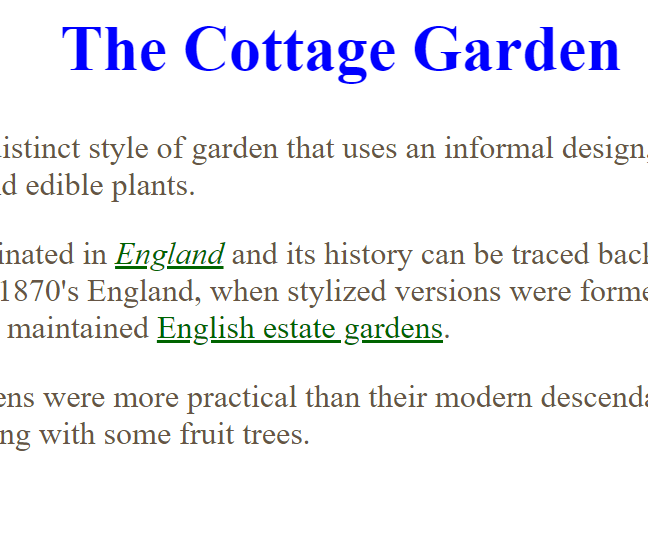 The Cottage Garden
istinct style of garden that uses an informal design,
d edible plants.
inated in England and its history can be traced back
1870's England, when stylized versions were forme
maintained English estate gardens.
ens were more practical than their modern descenda
ng with some fruit trees.